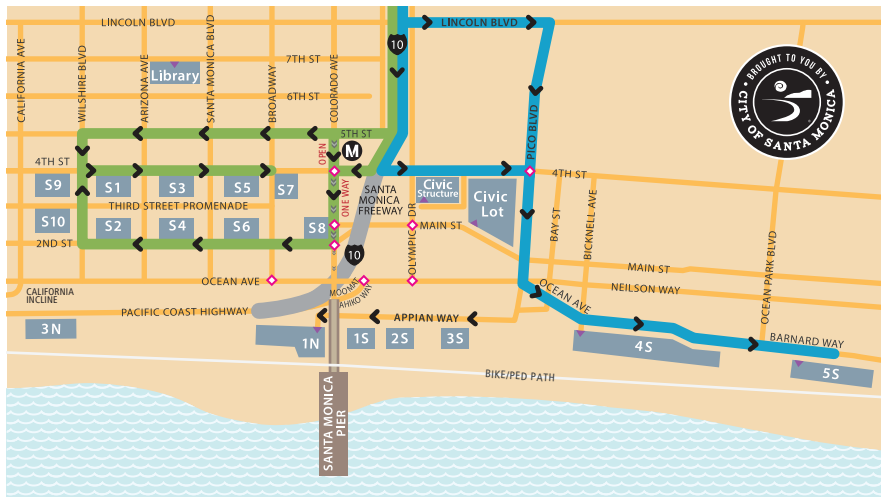 LINCOLN BLVD
LINCOLN BLVD
10
7TH ST
Library
6TH ST
CALIFORNIA AVE
WILSHIRE BLVD
ARIZONA AVE
SANTA MONICA BLVD
BROADWAY
COLORADO AVE
5TH ST
OPEN
M
PICO BLVD
BROUGHT TO YOU BY
CITY OF SANTA MONICA
4TH ST
4TH ST
S9
S1
S3
S5
S7
ONE WAY
SANTA
MONICA
FREEWAY
Civic
Structure
Civic
Lot
THIRD STREET PROMENADE
S10
S2
S4
S6
S8
OLYMPIC DR
MAIN ST
BAY ST
BICKNELL AVE
OCEAN PARK BLVD
2ND ST
10
MAIN ST
OCEAN AVE
MOOMAT
AHIKO WAY
OCEAN AVE
NEILSON WAY
CALIFORNIA
INCLINE
PACIFIC COAST HIGHWAY
APPIAN WAY
BARNARD WAY
3N
1N
1S
2S
3S
4S
5S
BIKE/PED PATH
SANTA MONICA
PIER